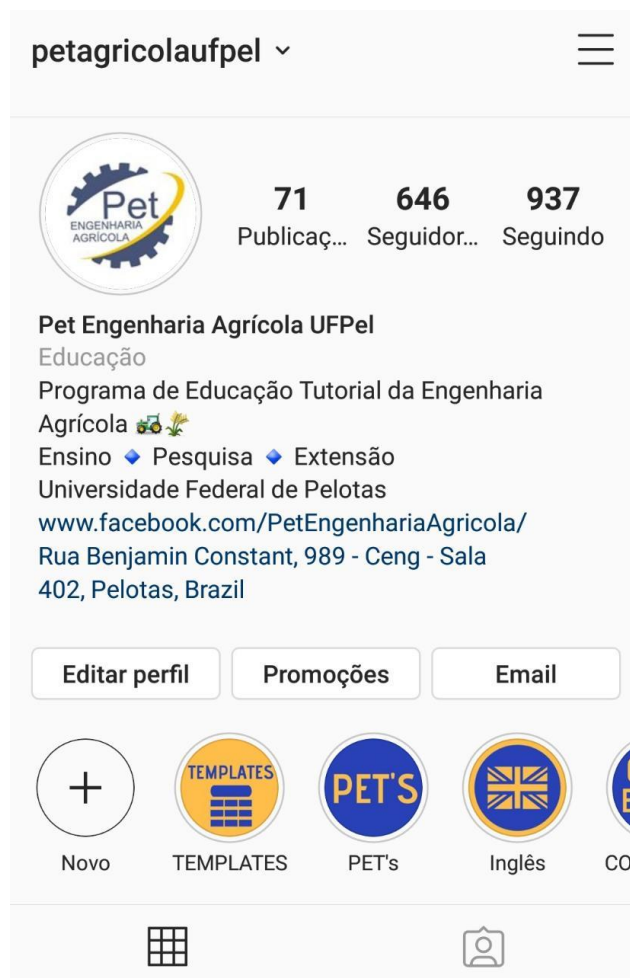 petagricolaufpel
Pet
ENGENHARIA
AGRÍCOLA
71 646 937
Publicaç... Seguidor... Seguindo
Pet Engenharia Agrícola UFPel
Educação
Programa de Educação Tutorial da Engenharia
Agrícola 🚜🌾
Ensino 🔹 Pesquisa 🔹 Extensão
Universidade Federal de Pelotas
www.facebook.com/PetEngenhariaAgricola/
Rua Benjamin Constant, 989 - Ceng - Sala
402, Pelotas, Brazil
Editar perfil Promoções Email
TEMPLATES PET'S
Novo TEMPLATES PET's Inglês CO